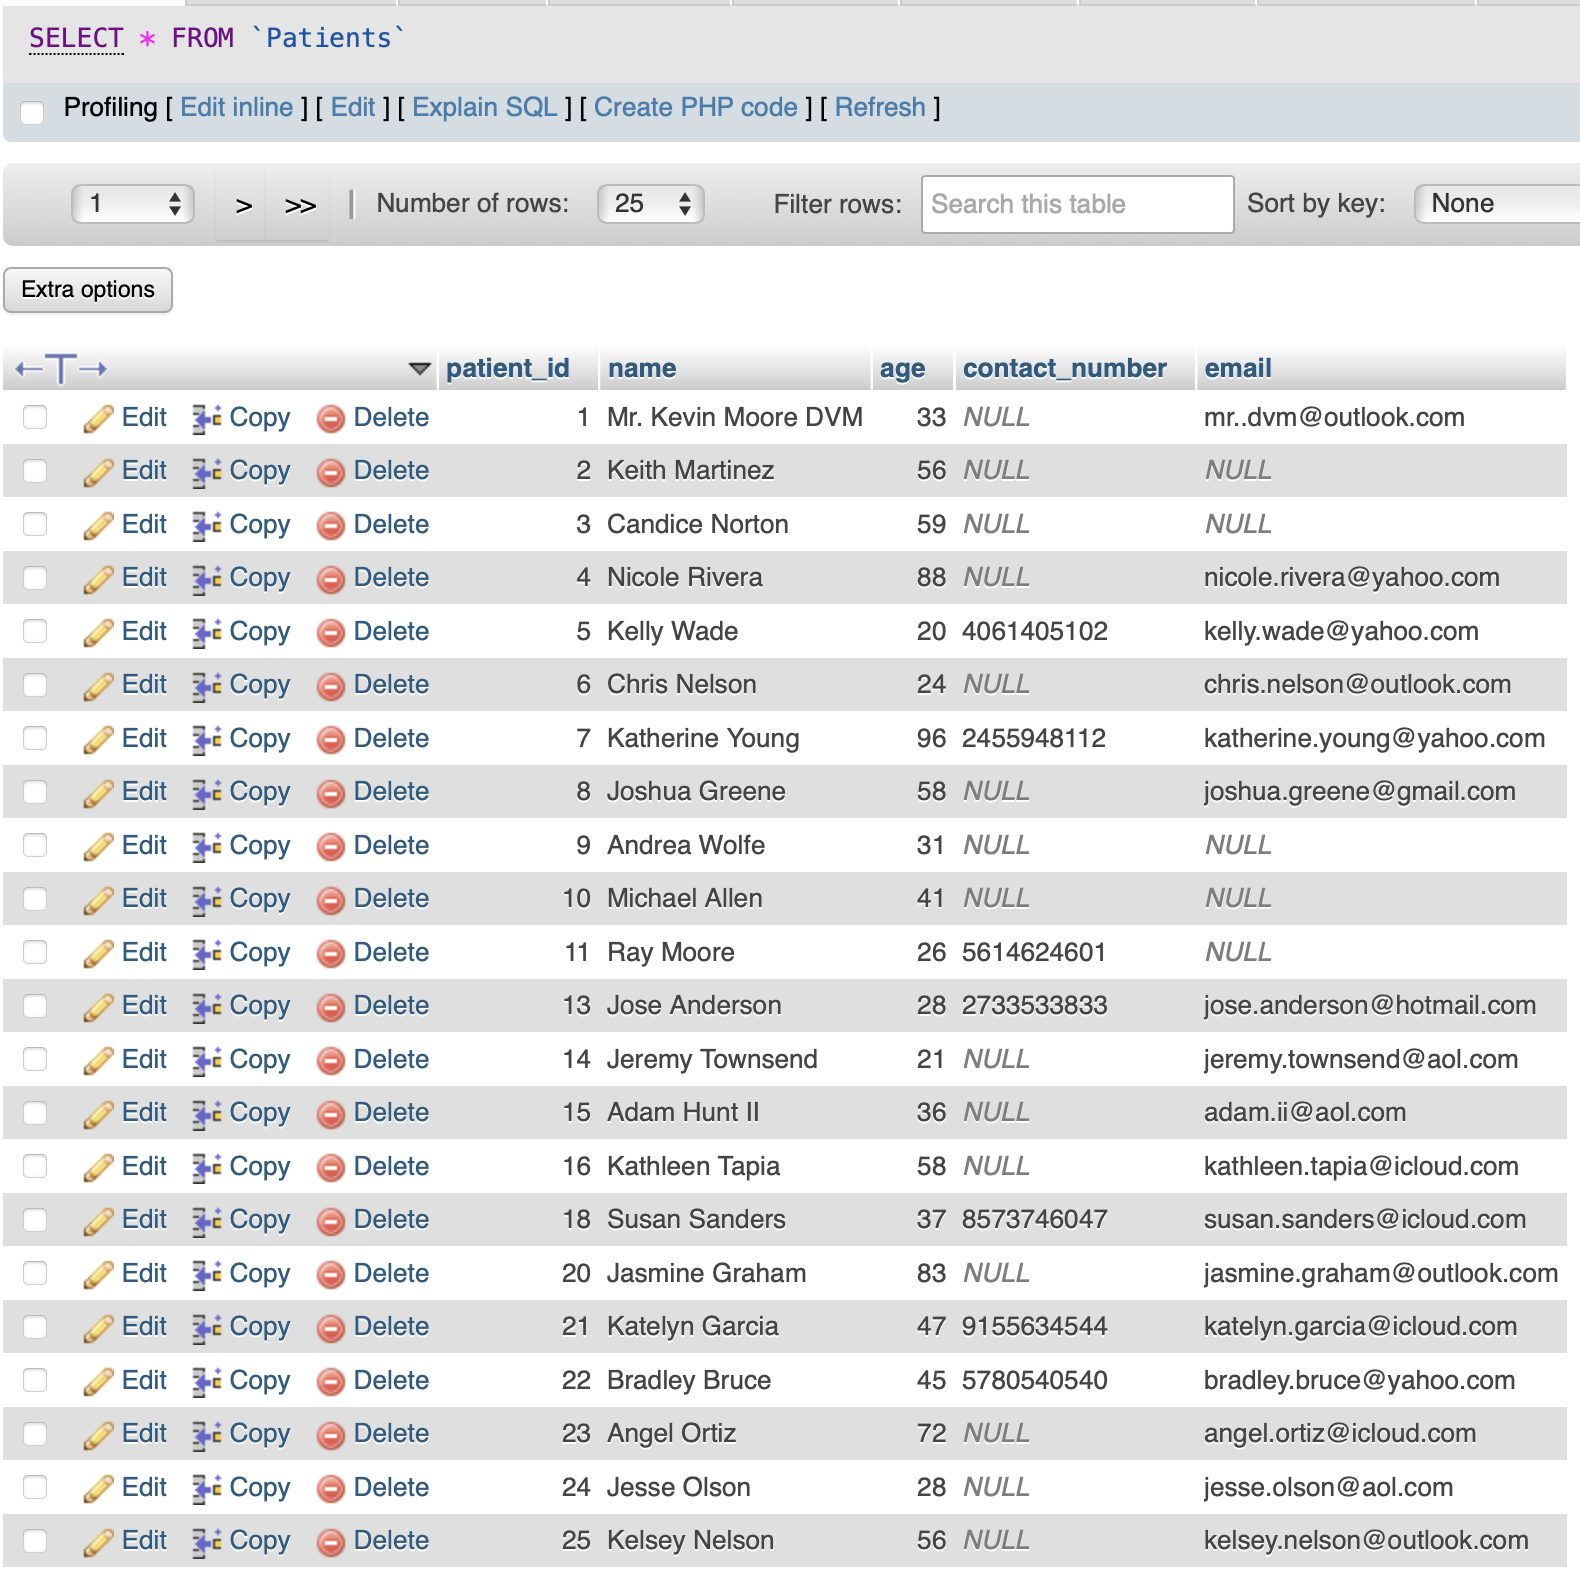 SELECT * FROM `Patients`
Profiling [ Edit inline ] [ Edit ] [ Explain SQL ] [ Create PHP code ] [ Refresh ]
1 > >> | Number of rows: 25 Filter rows: Search this table Sort by key: None
Extra options
←T→ patient_id name age contact_number email
Edit Copy Delete 1 Mr. Kevin Moore DVM 33 NULL mr..dvm@outlook.com
Edit Copy Delete 2 Keith Martinez 56 NULL NULL
Edit Copy Delete 3 Candice Norton 59 NULL NULL
Edit Copy Delete 4 Nicole Rivera 88 NULL nicole.rivera@yahoo.com
Edit Copy Delete 5 Kelly Wade 20 4061405102 kelly.wade@yahoo.com
Edit Copy Delete 6 Chris Nelson 24 NULL chris.nelson@outlook.com
Edit Copy Delete 7 Katherine Young 96 2455948112 katherine.young@yahoo.com
Edit Copy Delete 8 Joshua Greene 58 NULL joshua.greene@gmail.com
Edit Copy Delete 9 Andrea Wolfe 31 NULL NULL
Edit Copy Delete 10 Michael Allen 41 NULL NULL
Edit Copy Delete 11 Ray Moore 26 5614624601 NULL
Edit Copy Delete 13 Jose Anderson 28 2733533833 jose.anderson@hotmail.com
Edit Copy Delete 14 Jeremy Townsend 21 NULL jeremy.townsend@aol.com
Edit Copy Delete 15 Adam Hunt II 36 NULL adam.ii@aol.com
Edit Copy Delete 16 Kathleen Tapia 58 NULL kathleen.tapia@icloud.com
Edit Copy Delete 18 Susan Sanders 37 8573746047 susan.sanders@icloud.com
Edit Copy Delete 20 Jasmine Graham 83 NULL jasmine.graham@outlook.com
Edit Copy Delete 21 Katelyn Garcia 47 9155634544 katelyn.garcia@icloud.com
Edit Copy Delete 22 Bradley Bruce 45 5780540540 bradley.bruce@yahoo.com
Edit Copy Delete 23 Angel Ortiz 72 NULL angel.ortiz@icloud.com
Edit Copy Delete 24 Jesse Olson 28 NULL jesse.olson@aol.com
Edit Copy Delete 25 Kelsey Nelson 56 NULL kelsey.nelson@outlook.com